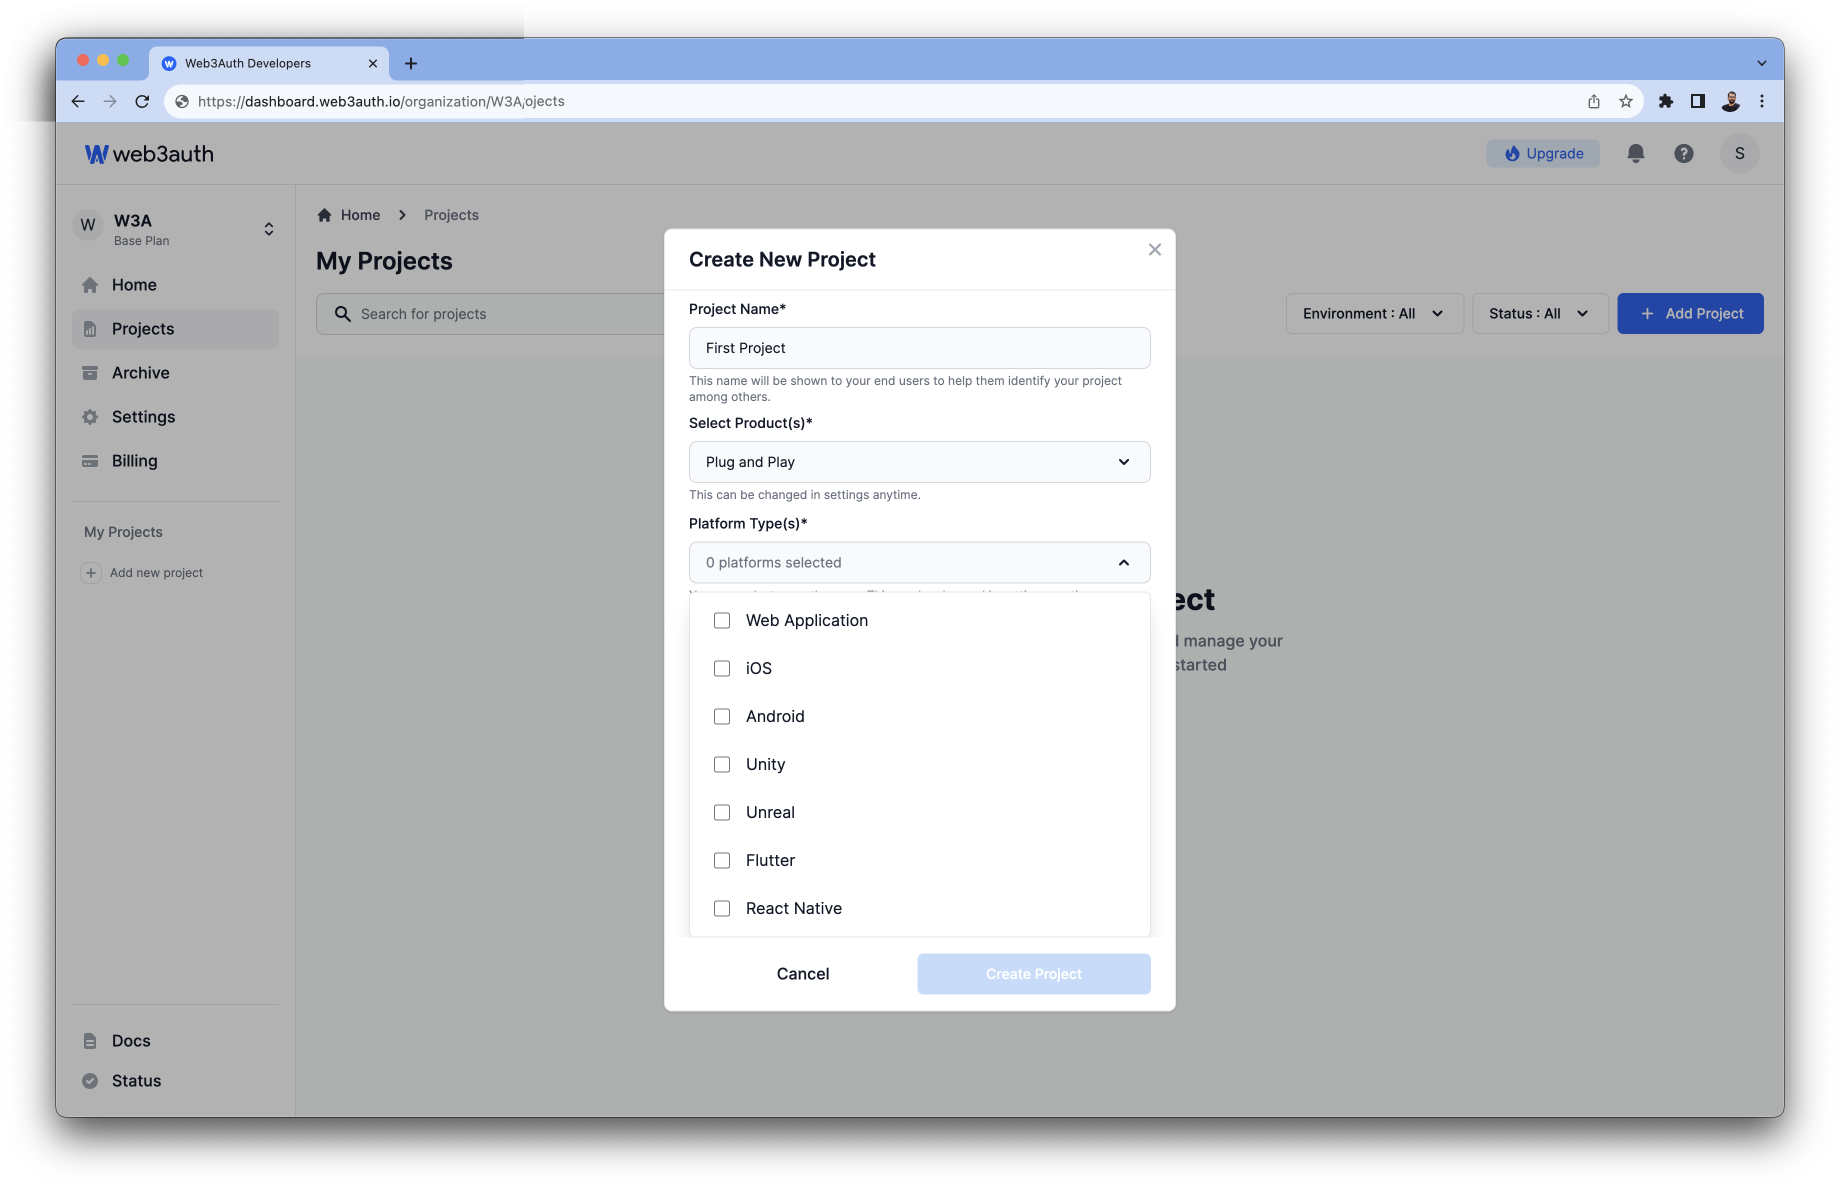 Web3Auth Developers
https://dashboard.web3auth.io/organization/W3A/ojects
web3auth
Upgrade
S
W
W3A
Base Plan
Home
Projects
Archive
Settings
Billing
My Projects
Add new project
Docs
Status
Home
Projects
My Projects
Search for projects
Environment : All
Status : All
Add Project
ect
manage your
started
Create New Project
Project Name*
First Project
This name will be shown to your end users to help them identify your project
among others.
Select Product(s)*
Plug and Play
This can be changed in settings anytime.
Platform Type(s)*
0 platforms selected
Web Application
iOS
Android
Unity
Unreal
Flutter
React Native
Cancel
Create Project